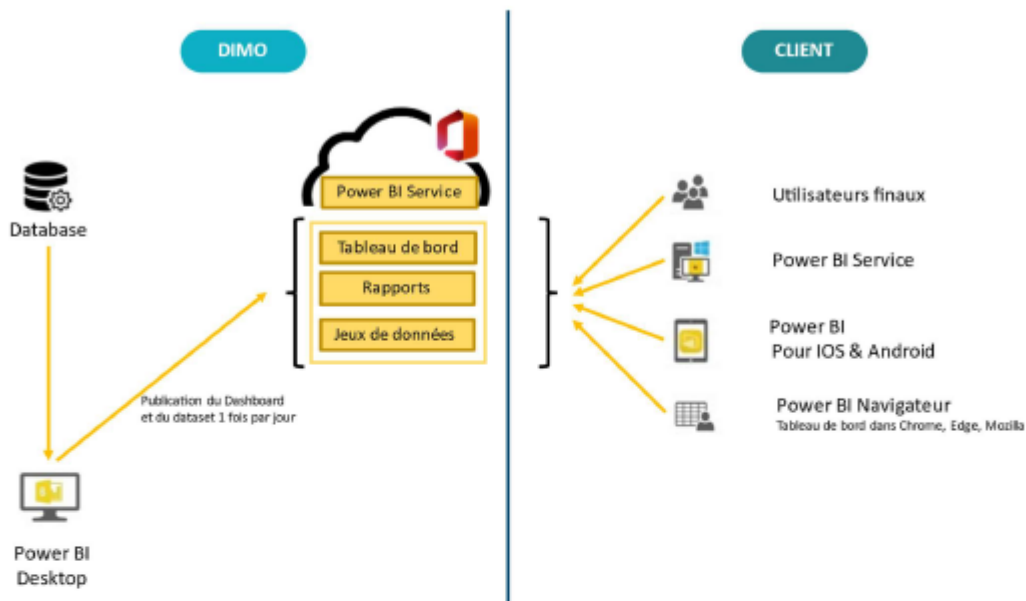 DIMO
Database
Power BI Service
Tableau de bord
Rapports
Jeux de données
Publication du Dashboard
et du dataset 1 fois par jour
Power BI
Desktop
CLIENT
Utilisateurs finaux
Power BI Service
Power BI
Pour IOS & Android
Power BI Navigateur
Tableau de bord dans Chrome, Edge, Mozilla